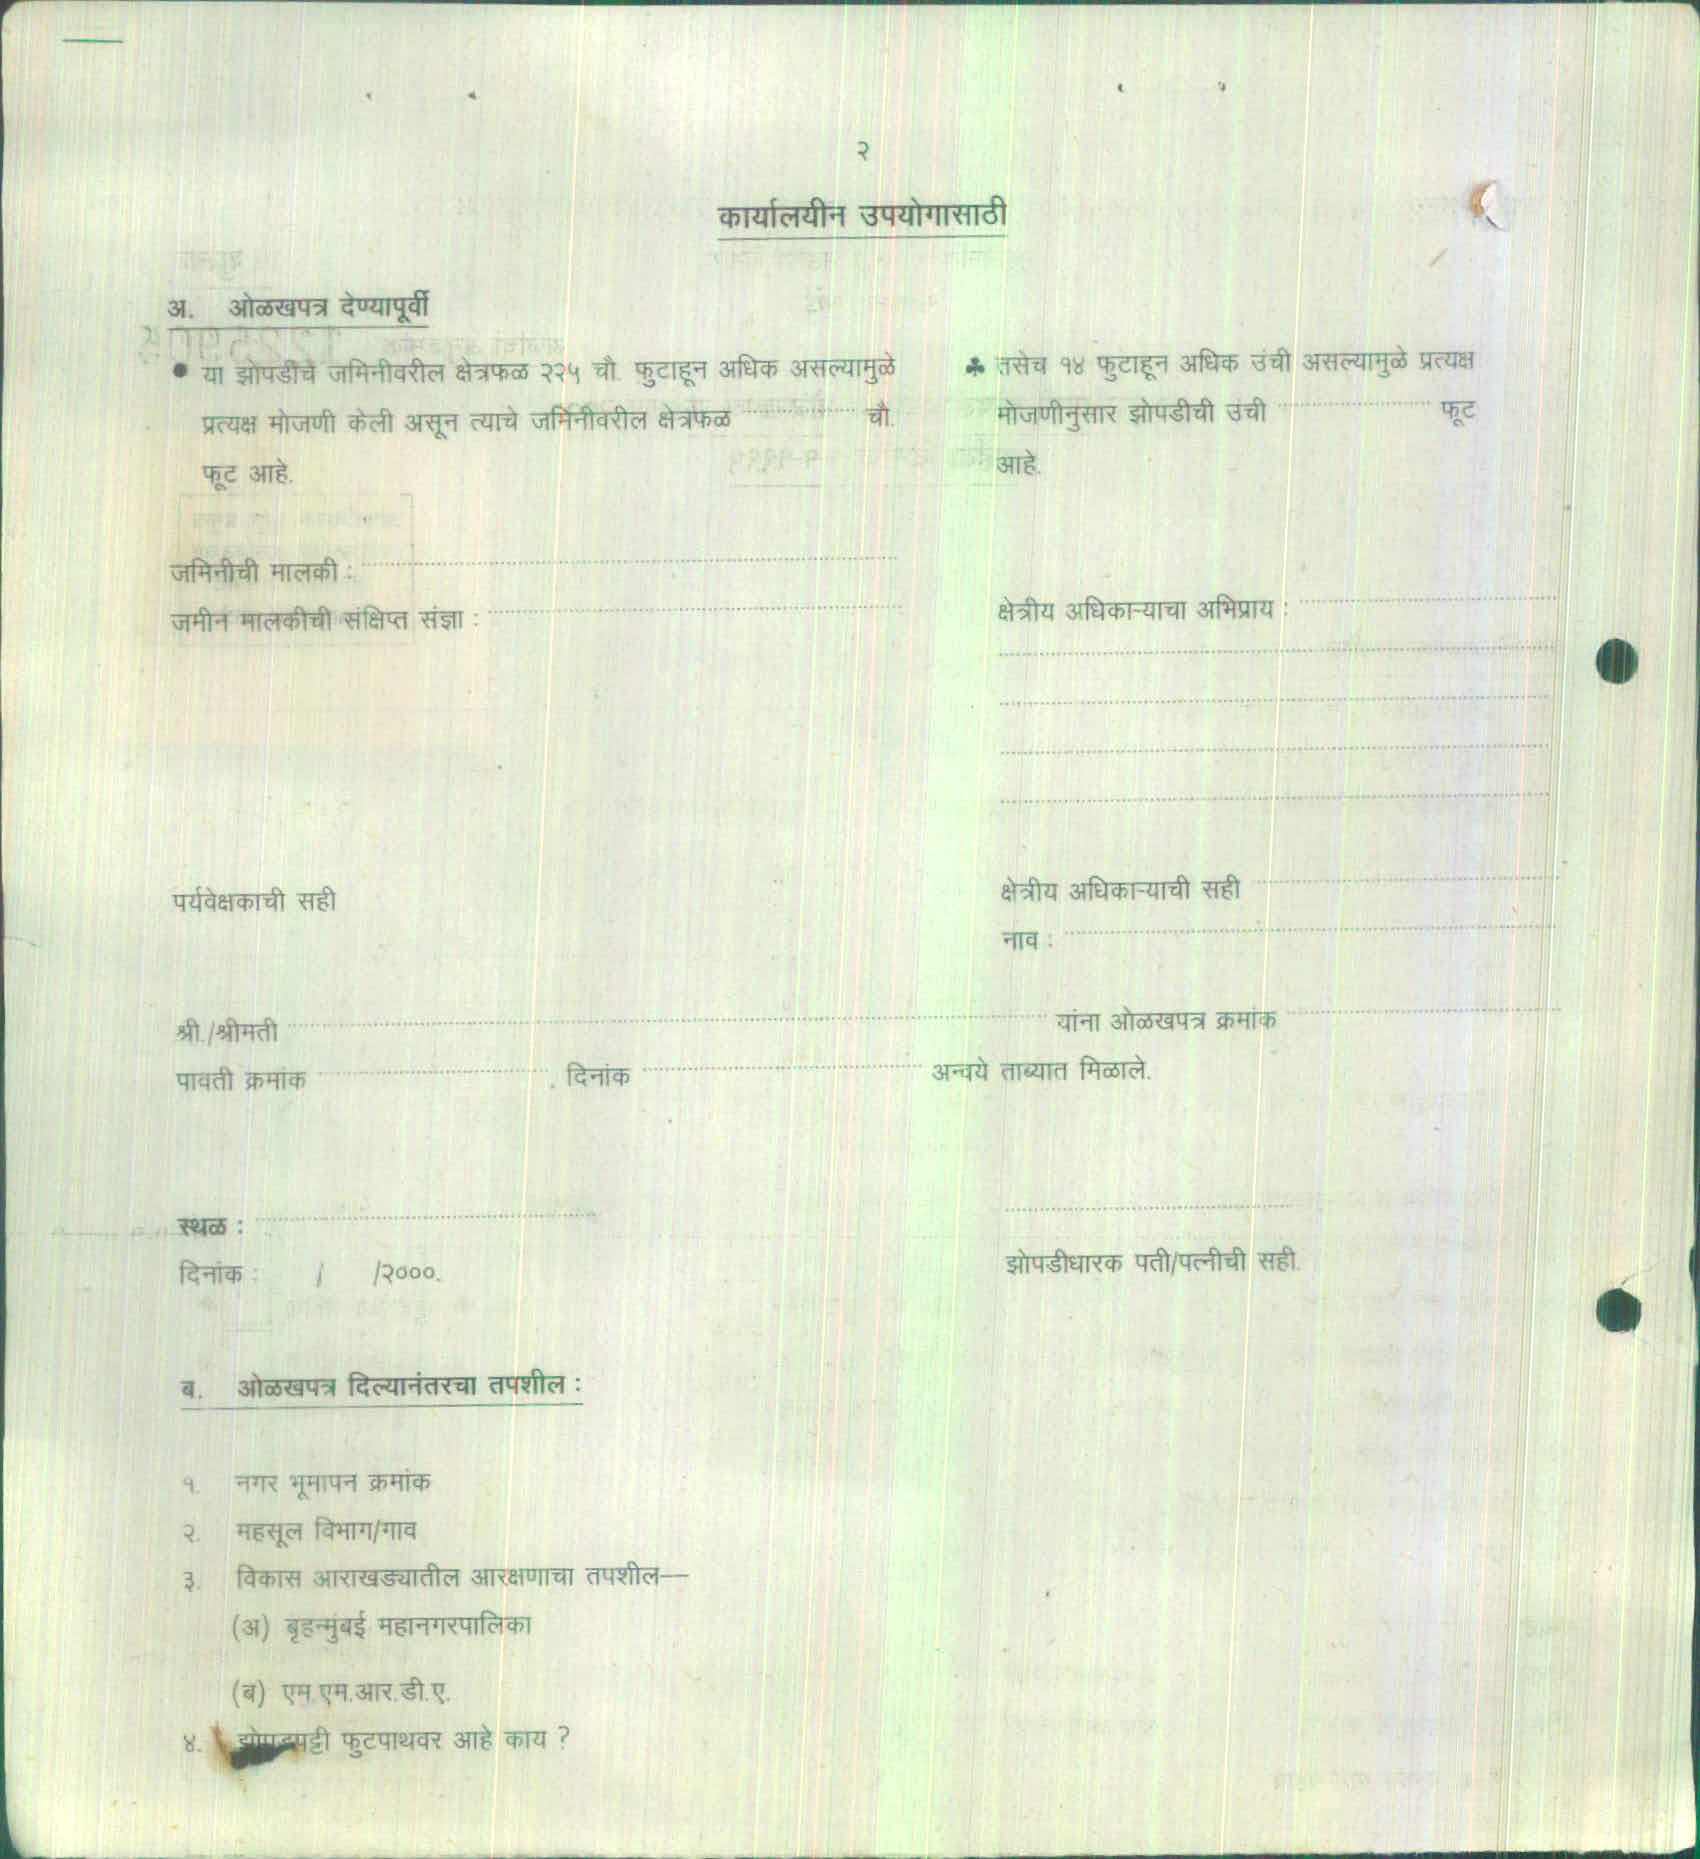 २
कार्यालयीन उपयोगासाठी
अ. ओळखपत्र देण्यापूर्वी
● या झोपडीचे जमिनीवरील क्षेत्रफळ २२५ चौ. फुटाहून अधिक असल्यामुळे
प्रत्यक्ष मोजणी केली असून त्याचे जमिनीवरील क्षेत्रफळ .................... चौ.
फूट आहे.
♣ तसेच १४ फुटाहून अधिक उंची असल्यामुळे प्रत्यक्ष
मोजणीनुसार झोपडीची उंची .................... फूट
आहे.
जमिनीची मालकी : ....................
जमीन मालकीची संक्षिप्त संज्ञा : ....................
क्षेत्रीय अधिकाऱ्याचा अभिप्राय : ....................
पर्यवेक्षकाची सही
क्षेत्रीय अधिकाऱ्याची सही ....................
नाव : ....................
श्री./श्रीमती .................... यांना ओळखपत्र क्रमांक ....................
पावती क्रमांक .................... दिनांक .................... अन्वये ताब्यात मिळाले.
स्थळ : ....................
दिनांक : / /२०००.
झोपडीधारक पती/पत्नीची सही.
ब. ओळखपत्र दिल्यानंतरचा तपशील :
१. नगर भूमापन क्रमांक
२. महसूल विभाग/गाव
३. विकास आराखड्यातील आरक्षणाचा तपशील—
(अ) बृहन्मुंबई महानगरपालिका
(ब) एम.एम.आर.डी.ए.
४. झोपडपट्टी फुटपाथवर आहे काय ?